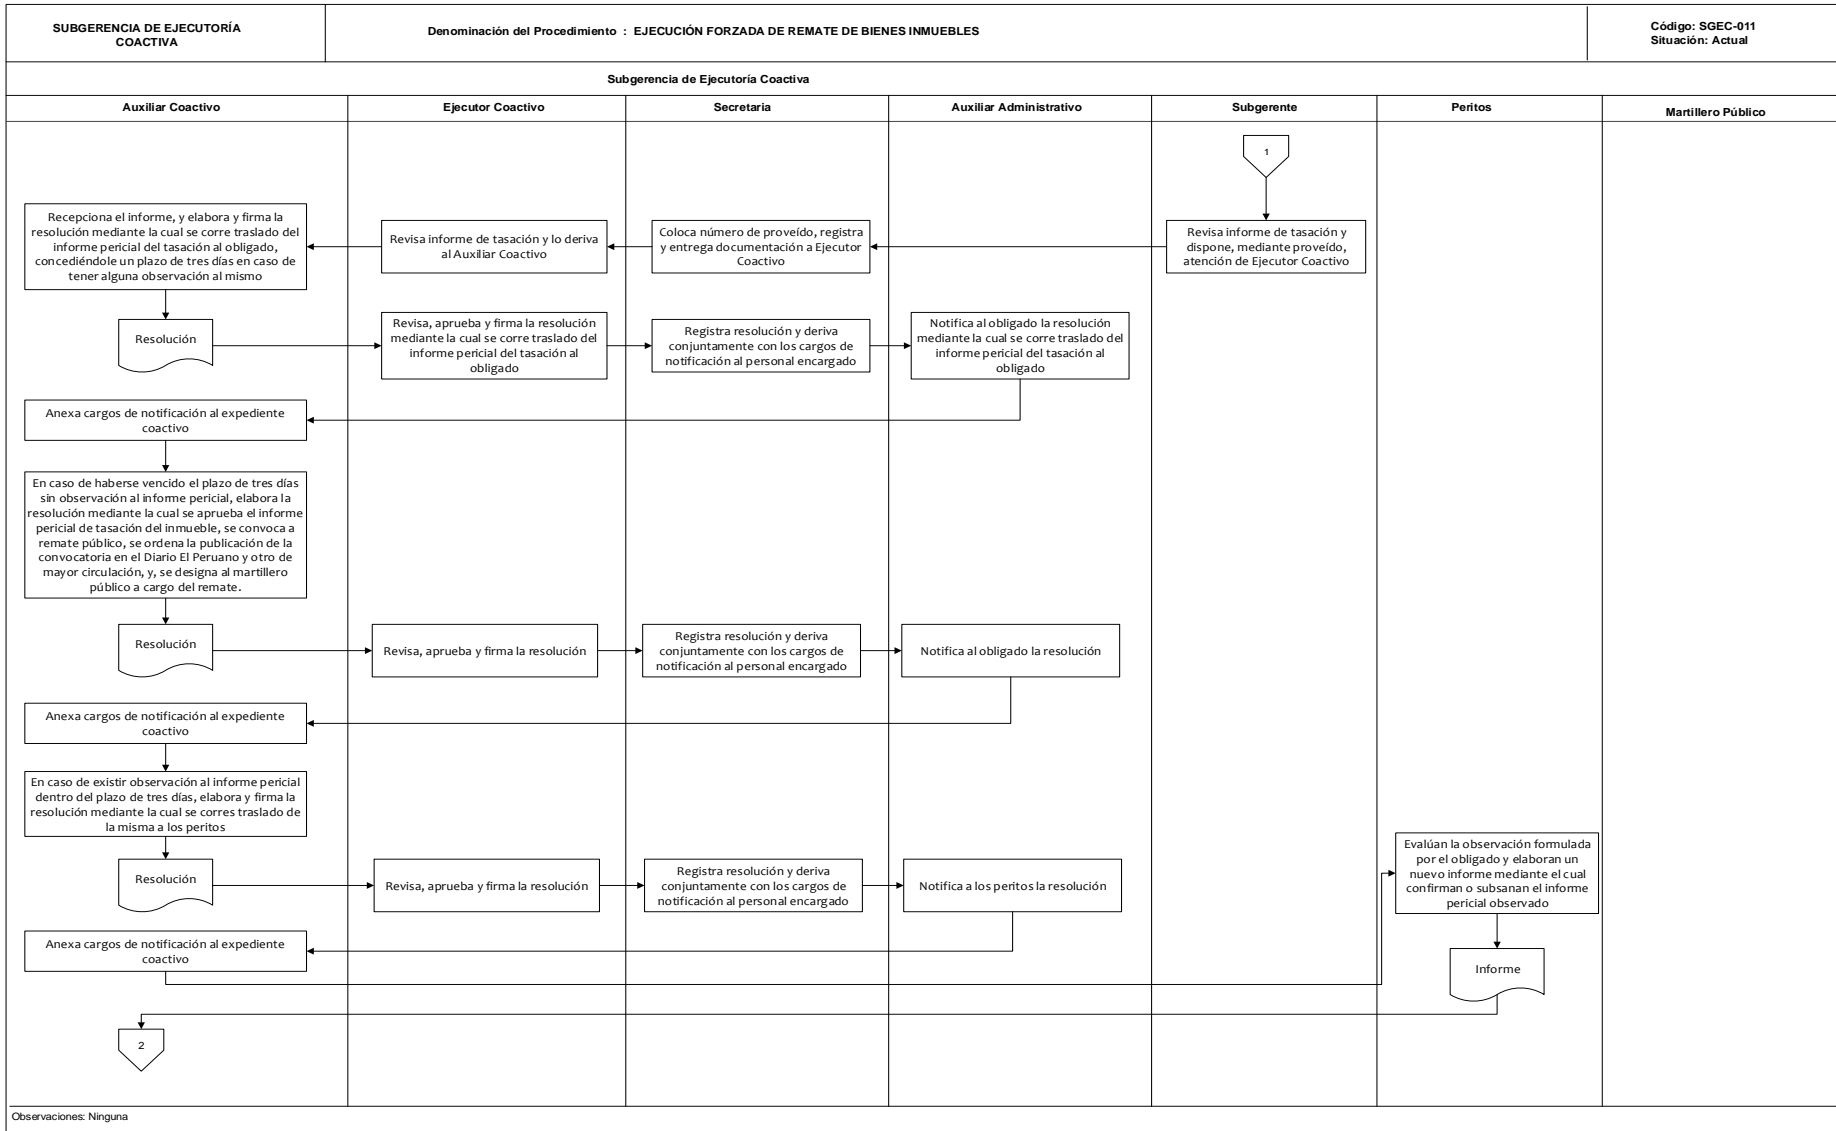 SUBGERENCIA DE EJECUTORÍA
COACTIVA
Denominación del Procedimiento : EJECUCIÓN FORZADA DE REMATE DE BIENES INMUEBLES
Código: SGEC-011
Situación: Actual
Subgerencia de Ejecutoría Coactiva
Auxiliar Coactivo
Ejecutor Coactivo
Secretaria
Auxiliar Administrativo
Subgerente
Peritos
Martillero Público
1
Revisa informe de tasación y
dispone, mediante proveído,
atención de Ejecutor Coactivo
Coloca número de proveído, registra
y entrega documentación a Ejecutor
Coactivo
Revisa informe de tasación y lo deriva
al Auxiliar Coactivo
Recepciona el informe, y elabora y firma la
resolución mediante la cual se corre traslado del
informe pericial del tasación al obligado,
concediéndole un plazo de tres días en caso de
tener alguna observación al mismo
Resolución
Revisa, aprueba y firma la resolución
mediante la cual se corre traslado del
informe pericial del tasación al
obligado
Registra resolución y deriva
conjuntamente con los cargos de
notificación al personal encargado
Notifica al obligado la resolución
mediante la cual se corre traslado del
informe pericial del tasación al
obligado
Anexa cargos de notificación al expediente
coactivo
En caso de haberse vencido el plazo de tres días
sin observación al informe pericial, elabora la
resolución mediante la cual se aprueba el informe
pericial de tasación del inmueble, se convoca a
remate público, se ordena la publicación de la
convocatoria en el Diario El Peruano y otro de
mayor circulación, y, se designa al martillero
público a cargo del remate.
Resolución
Revisa, aprueba y firma la resolución
Registra resolución y deriva
conjuntamente con los cargos de
notificación al personal encargado
Notifica al obligado la resolución
Anexa cargos de notificación al expediente
coactivo
En caso de existir observación al informe pericial
dentro del plazo de tres días, elabora y firma la
resolución mediante la cual se corres traslado de
la misma a los peritos
Resolución
Revisa, aprueba y firma la resolución
Registra resolución y deriva
conjuntamente con los cargos de
notificación al personal encargado
Notifica a los peritos la resolución
Evalúan la observación formulada
por el obligado y elaboran un
nuevo informe mediante el cual
confirman o subsanan el informe
pericial observado
Anexa cargos de notificación al expediente
coactivo
Informe
2
Observaciones: Ninguna